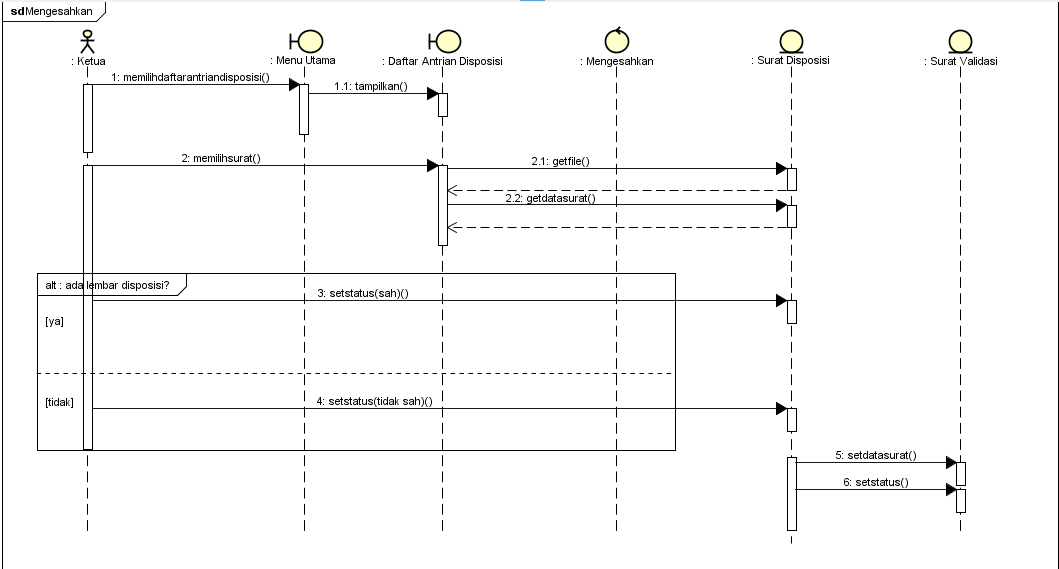 sd Mengesahkan
: Ketua
: Menu Utama
: Daftar Antrian Disposisi
: Mengesahkan
: Surat Disposisi
: Surat Validasi
1: memilihdaftarantriandisposisi()
1.1: tampilkan()
2: memilihsurat()
2.1: getfile()
2.2: getdatasurat()
alt : ada lembar disposisi?
3: setstatus(sah)()
[ya]
[tidak]
4: setstatus(tidak sah)()
5: setdatasurat()
6: setstatus()